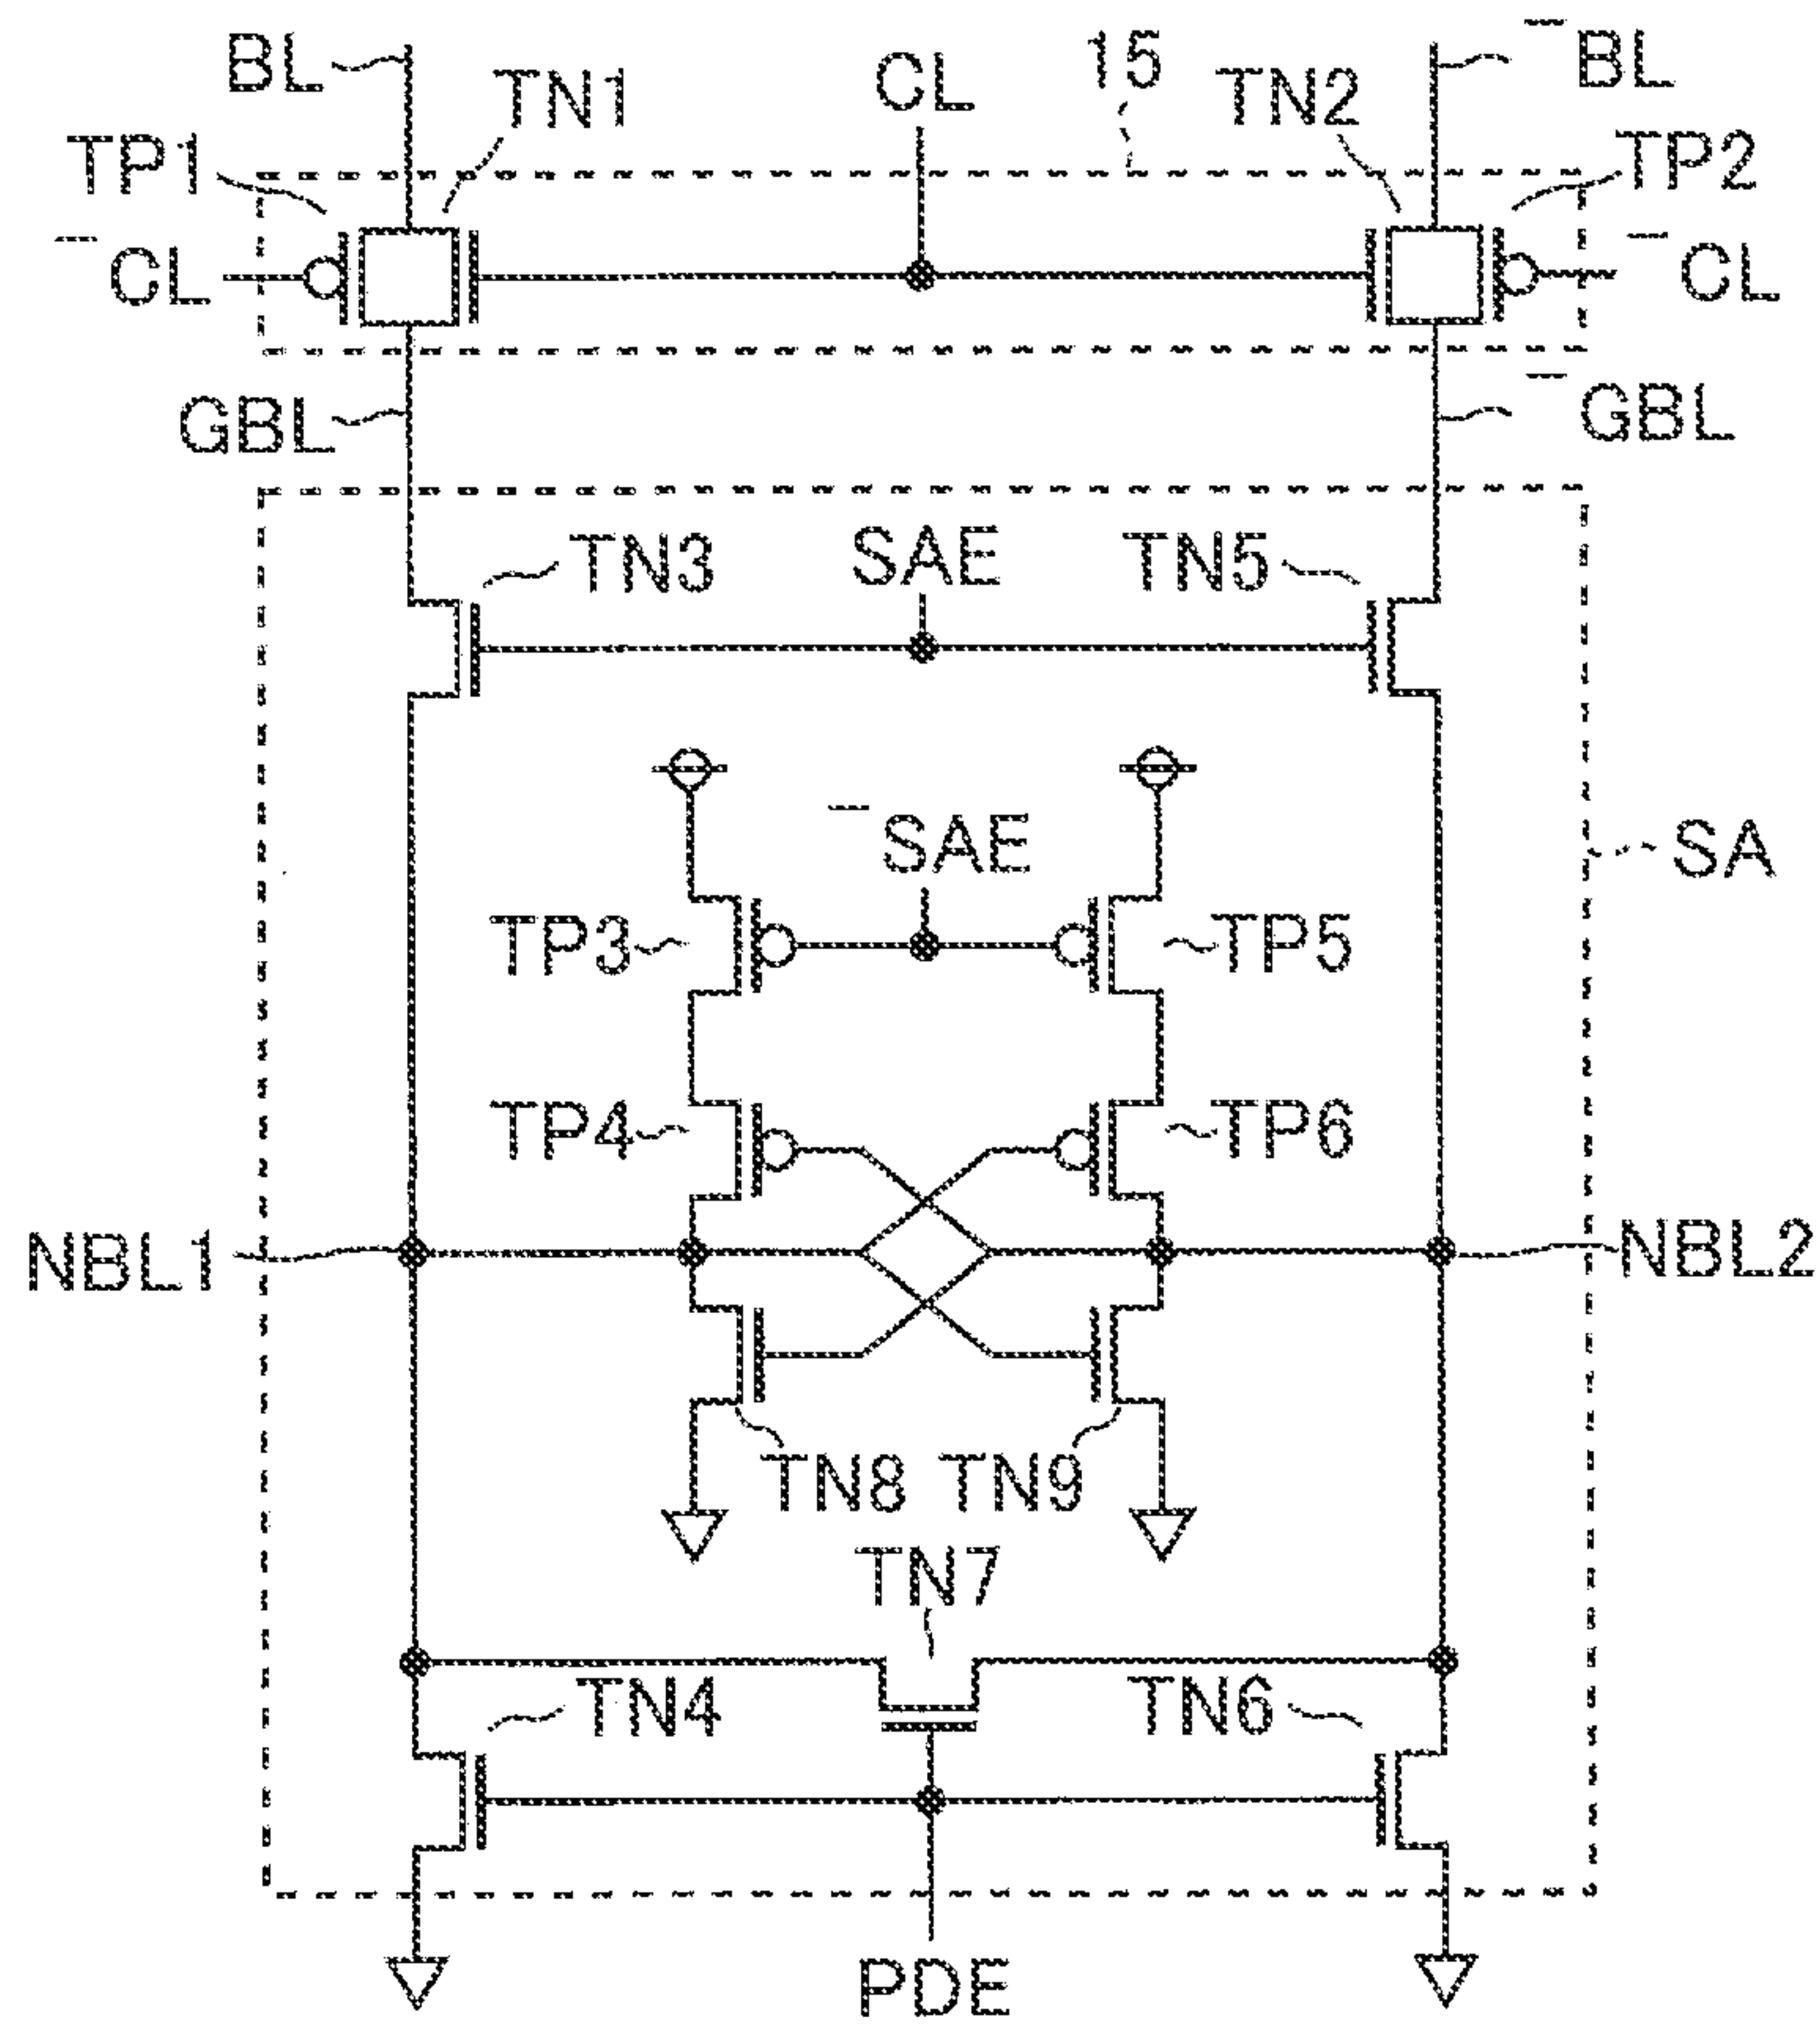 BL
CL
15
‾BL
TN1
TN2
TP1
TP2
‾CL
‾CL
GBL
‾GBL
TN3
SAE
TN5
‾SAE
SA
TP3
TP5
TP4
TP6
NBL1
NBL2
TN8
TN9
TN7
TN4
TN6
PDE